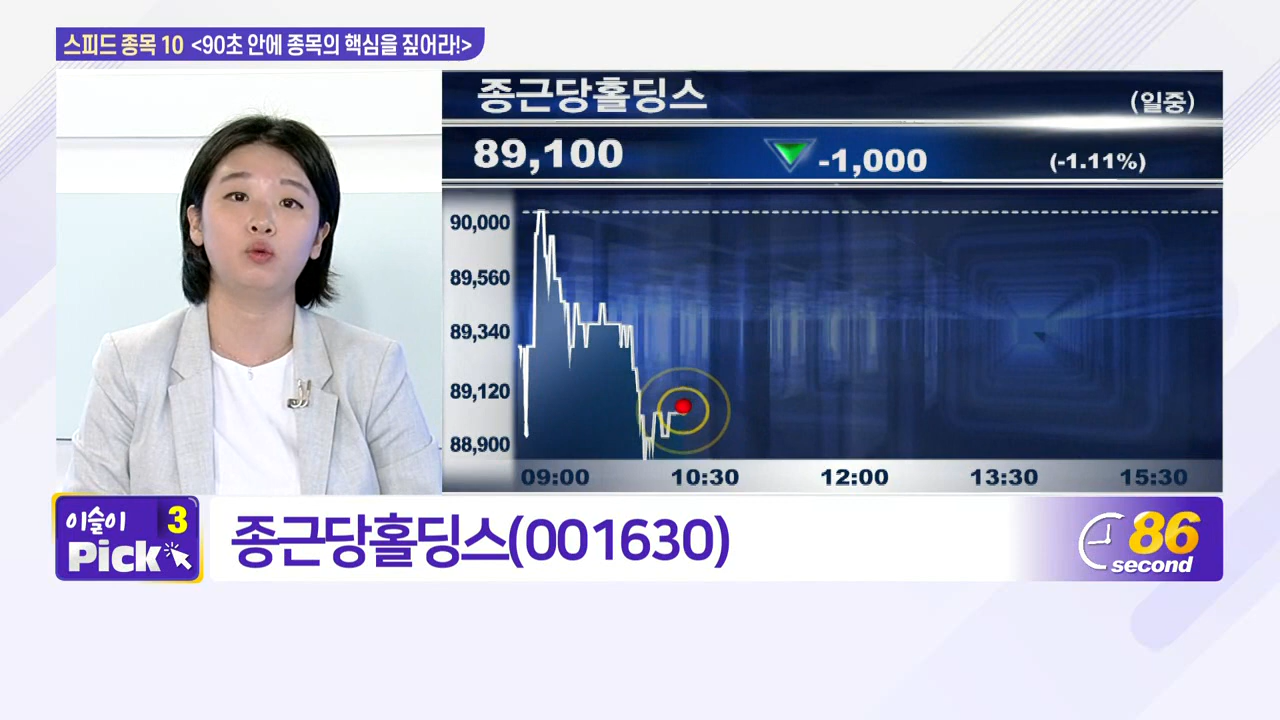 스피드 종목 10 <90초 안에 종목의 핵심을 짚어라!>
종근당홀딩스 (일중)
89,100 -1,000 (-1.11%)
90,000
89,560
89,340
89,120
88,900
09:00 10:30 12:00 13:30 15:30
이슬이 3
Pick
종근당홀딩스(001630)
86
second